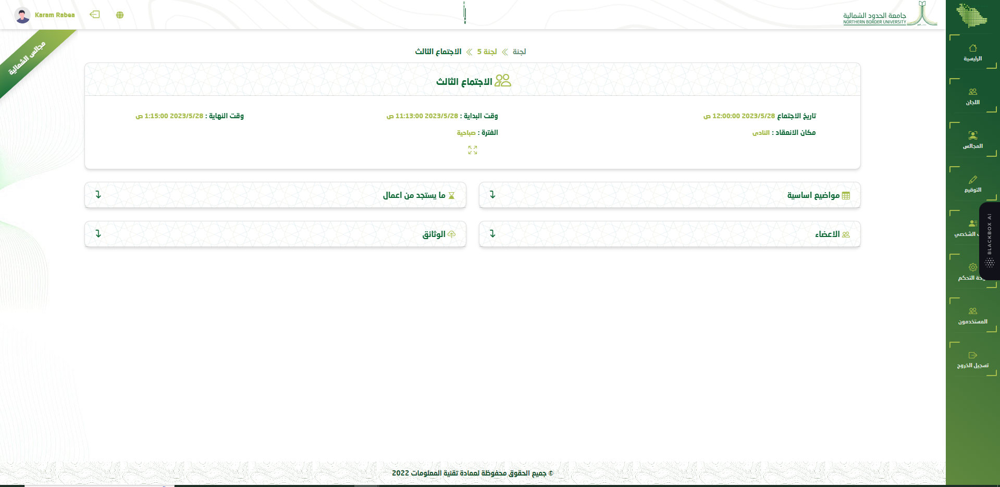 جامعة الحدود الشمالية
NORTHERN BORDER UNIVERSITY
Karam Rabea
مجالس الشمالية
الرئيسية
اللجان
المجالس
التوقيع
الشخصي
التحكم
المستخدمون
تسجيل الخروج
BLACKBOX AI
لجنة » لجنة 5 » الاجتماع الثالث
الاجتماع الثالث
تاريخ الاجتماع 2023/5/28 12:00:00 ص
وقت البداية : 2023/5/28 11:13:00 ص
وقت النهاية : 2023/5/28 1:15:00 ص
مكان الانعقاد : النادى
الفترة : صباحية
مواضيع اساسية
ما يستجد من اعمال
الاعضاء
الوثائق
© جميع الحقوق محفوظة لعمادة تقنية المعلومات 2022